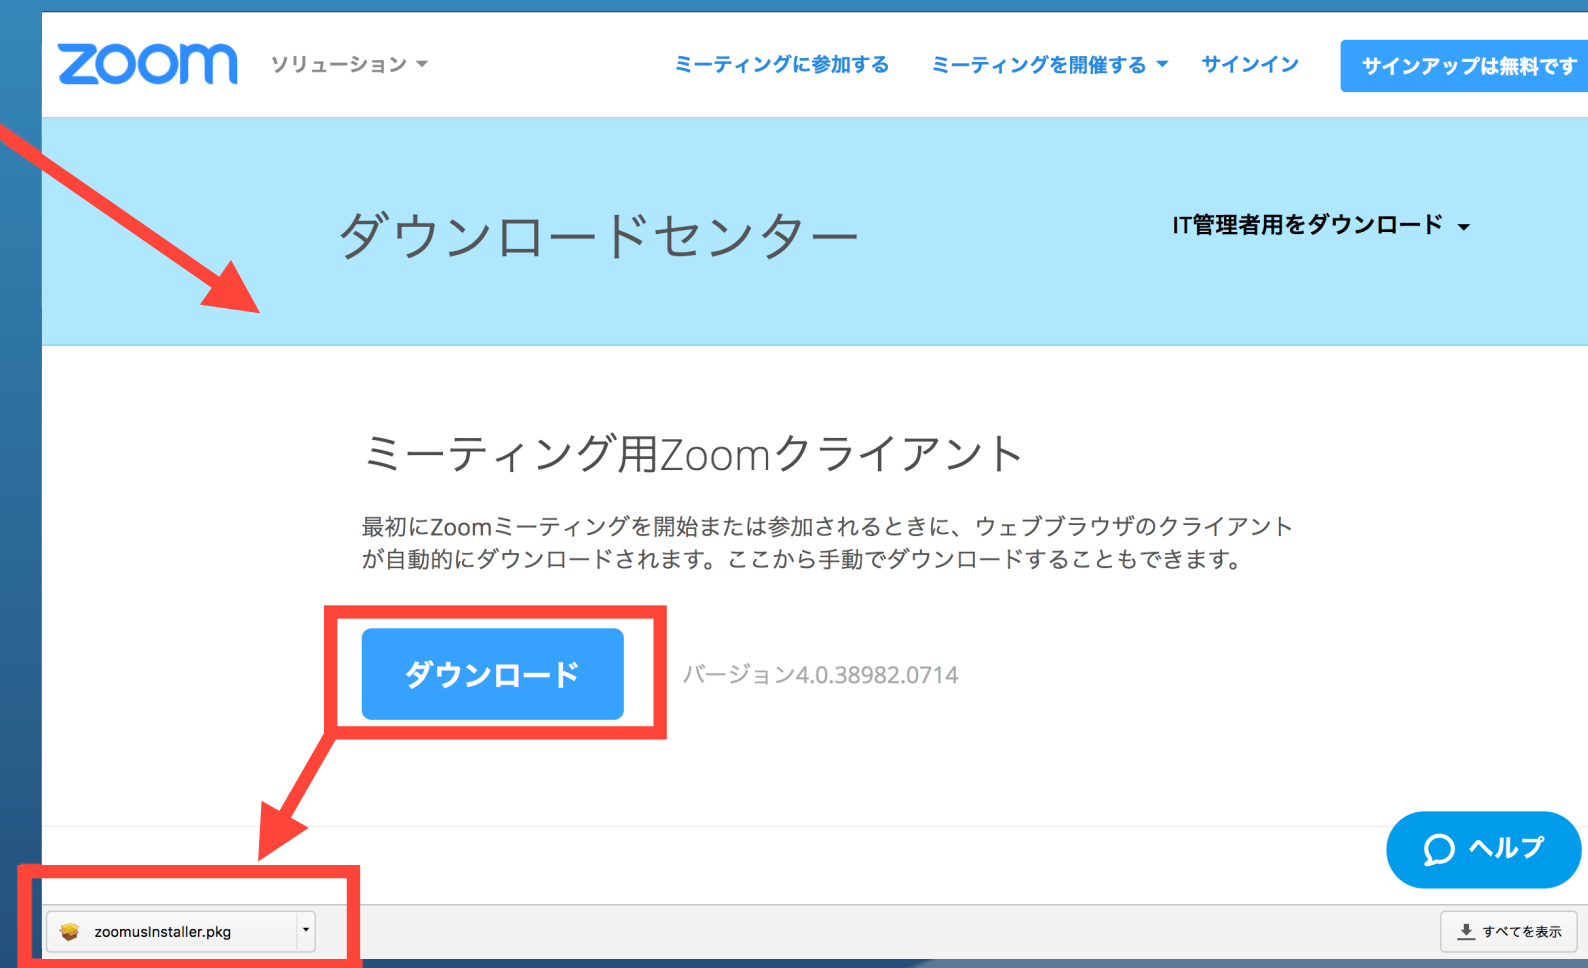 zoom ソリューション ミーティングに参加する ミーティングを開催する サインイン サインアップは無料です
ダウンロードセンター
IT管理者用をダウンロード
ミーティング用Zoomクライアント
最初にZoomミーティングを開始または参加されるときに、ウェブブラウザのクライアント
が自動的にダウンロードされます。ここから手動でダウンロードすることもできます。
ダウンロード
バージョン4.0.38982.0714
ヘルプ
zoomusInstaller.pkg
すべてを表示